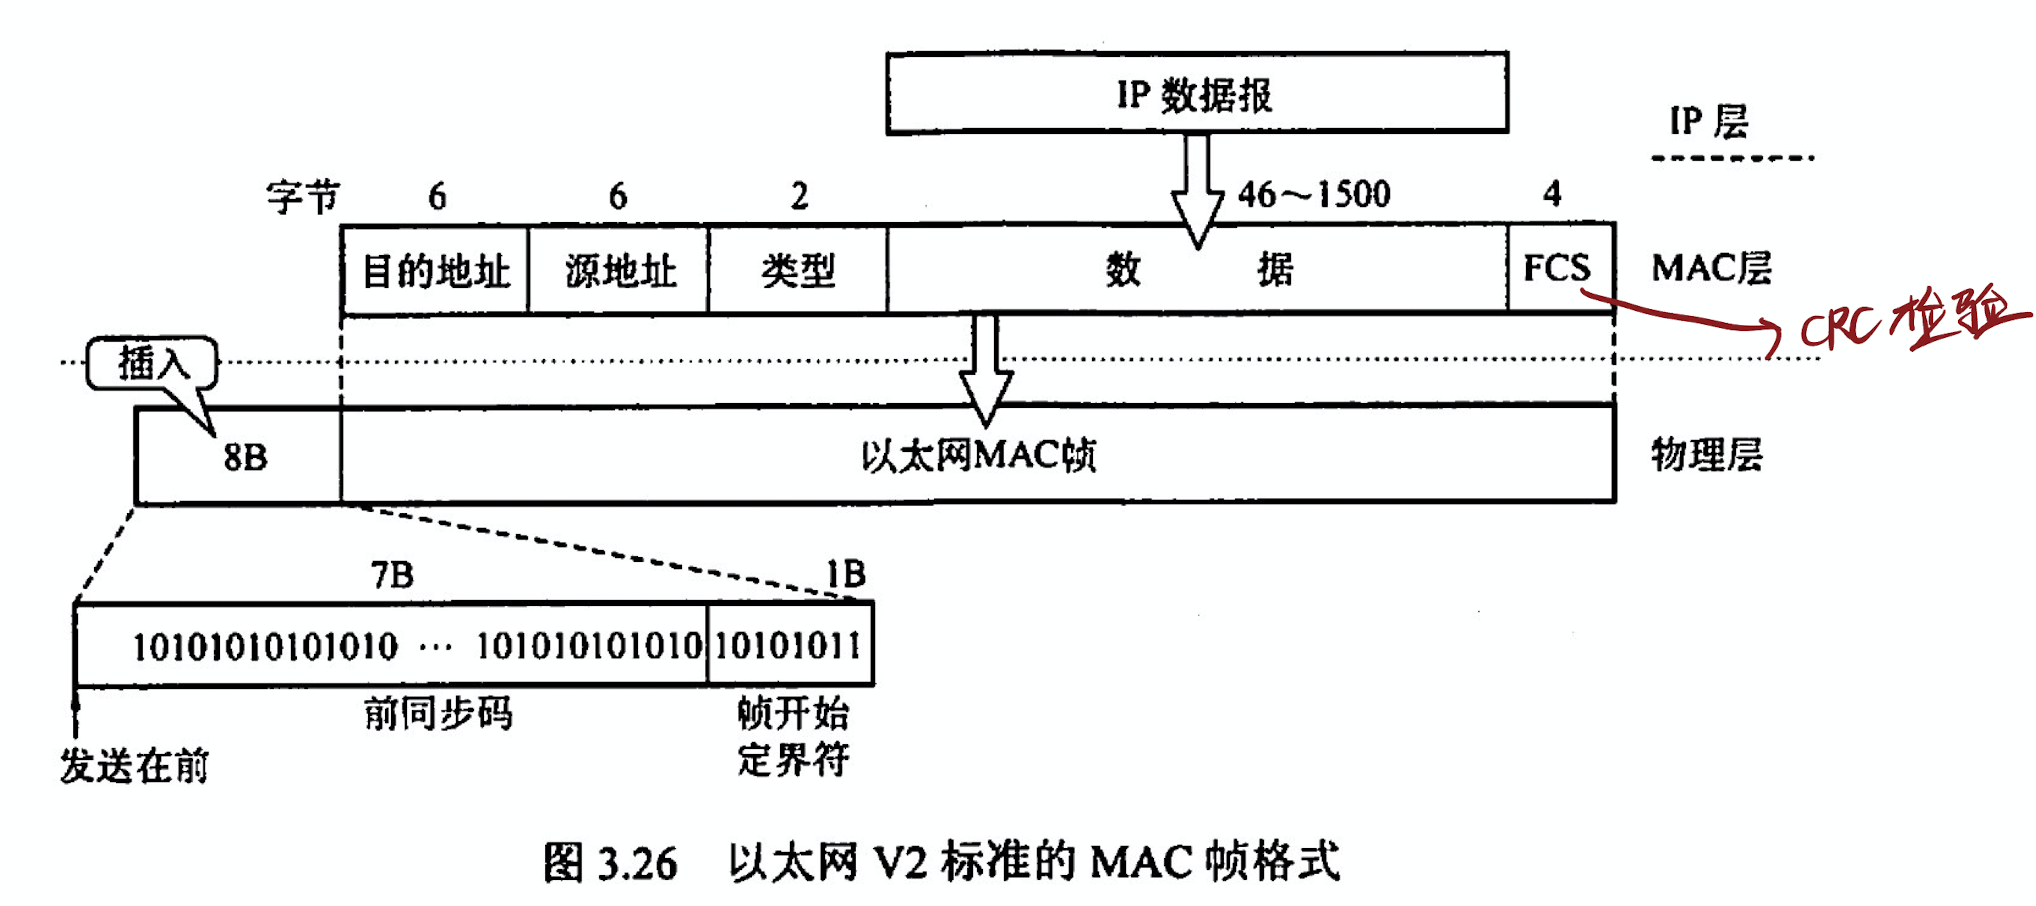 IP 数据报
IP 层
字节 6 6 2 46～1500 4
目的地址 源地址 类型 数 据 FCS MAC层
CRC 检验
插入
8B 以太网MAC帧 物理层
7B 1B
10101010101010 ··· 101010101010 10101011
前同步码 帧开始
定界符
发送在前
图 3.26 以太网 V2 标准的 MAC 帧格式